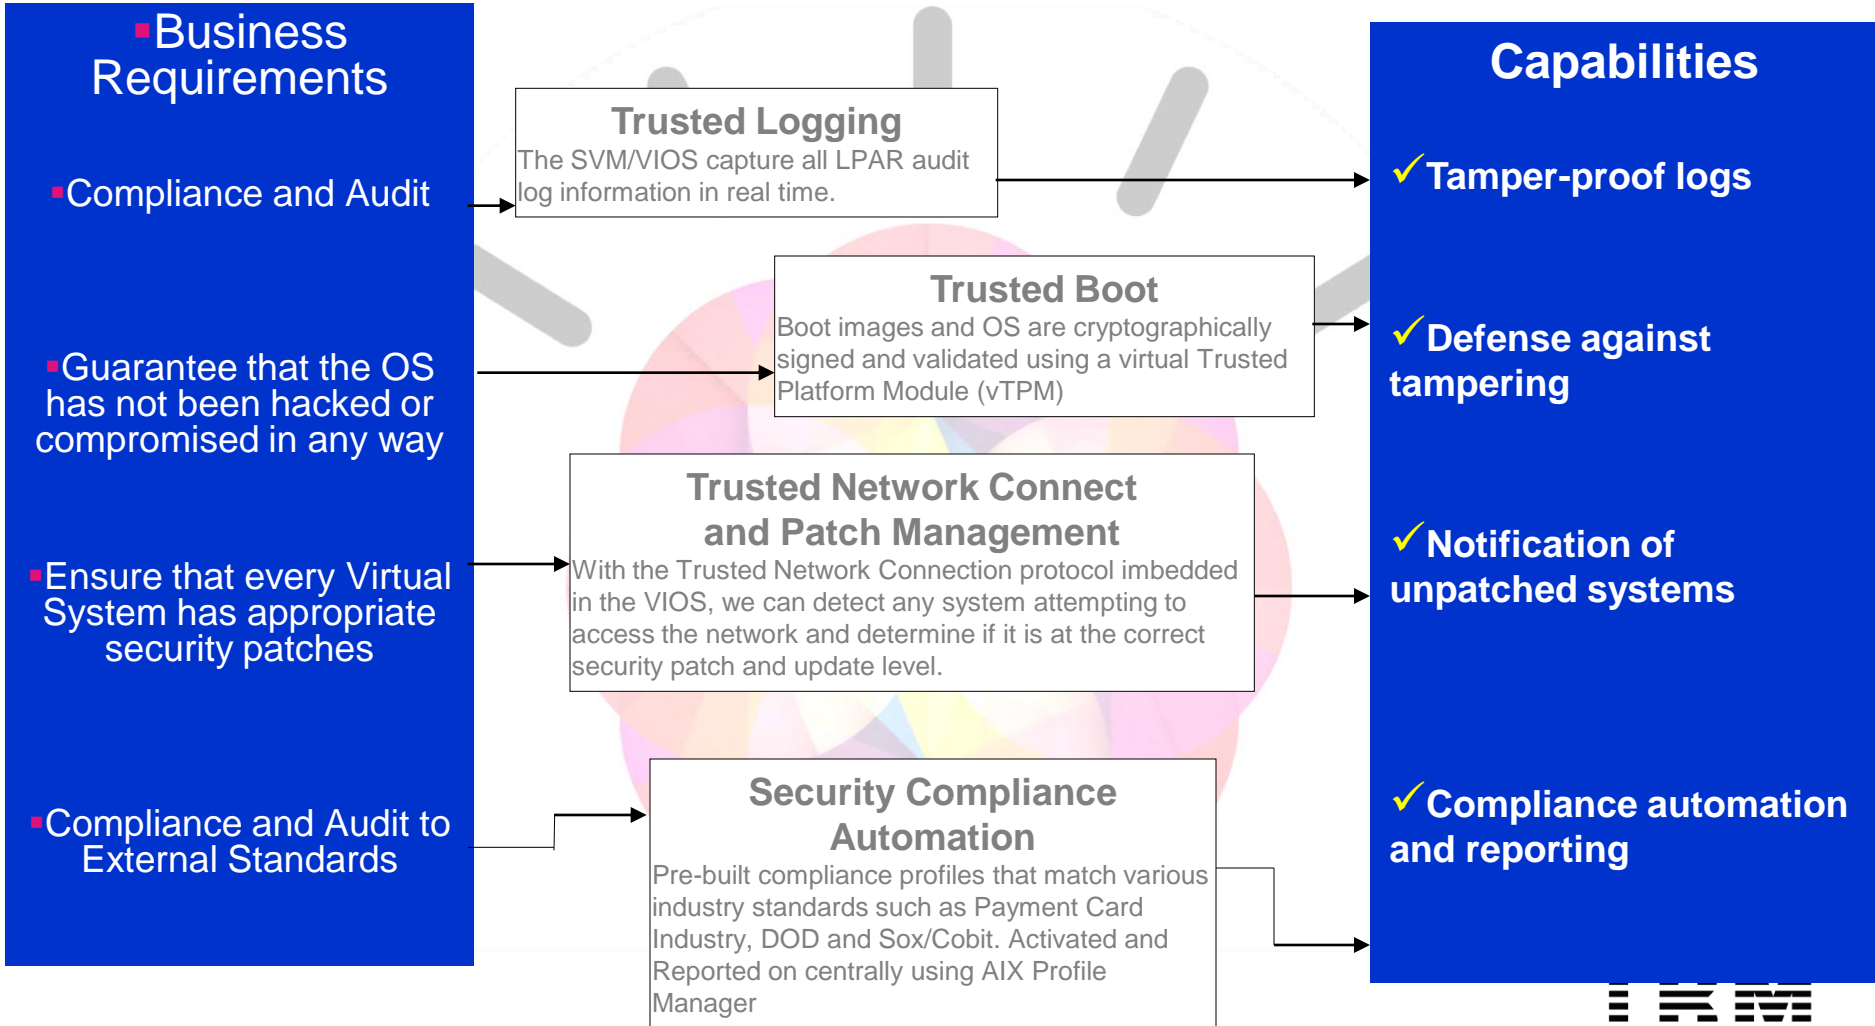 ▪Business
Requirements
▪Compliance and Audit
▪Guarantee that the OS
has not been hacked or
compromised in any way
▪Ensure that every Virtual
System has appropriate
security patches
▪Compliance and Audit to
External Standards
Trusted Logging
The SVM/VIOS capture all LPAR audit
log information in real time.
Trusted Boot
Boot images and OS are cryptographically
signed and validated using a virtual Trusted
Platform Module (vTPM)
Trusted Network Connect
and Patch Management
With the Trusted Network Connection protocol imbedded
in the VIOS, we can detect any system attempting to
access the network and determine if it is at the correct
security patch and update level.
Security Compliance
Automation
Pre-built compliance profiles that match various
industry standards such as Payment Card
Industry, DOD and Sox/Cobit. Activated and
Reported on centrally using AIX Profile
Manager
Capabilities
✓Tamper-proof logs
✓Defense against
tampering
✓Notification of
unpatched systems
✓Compliance automation
and reporting
IBM